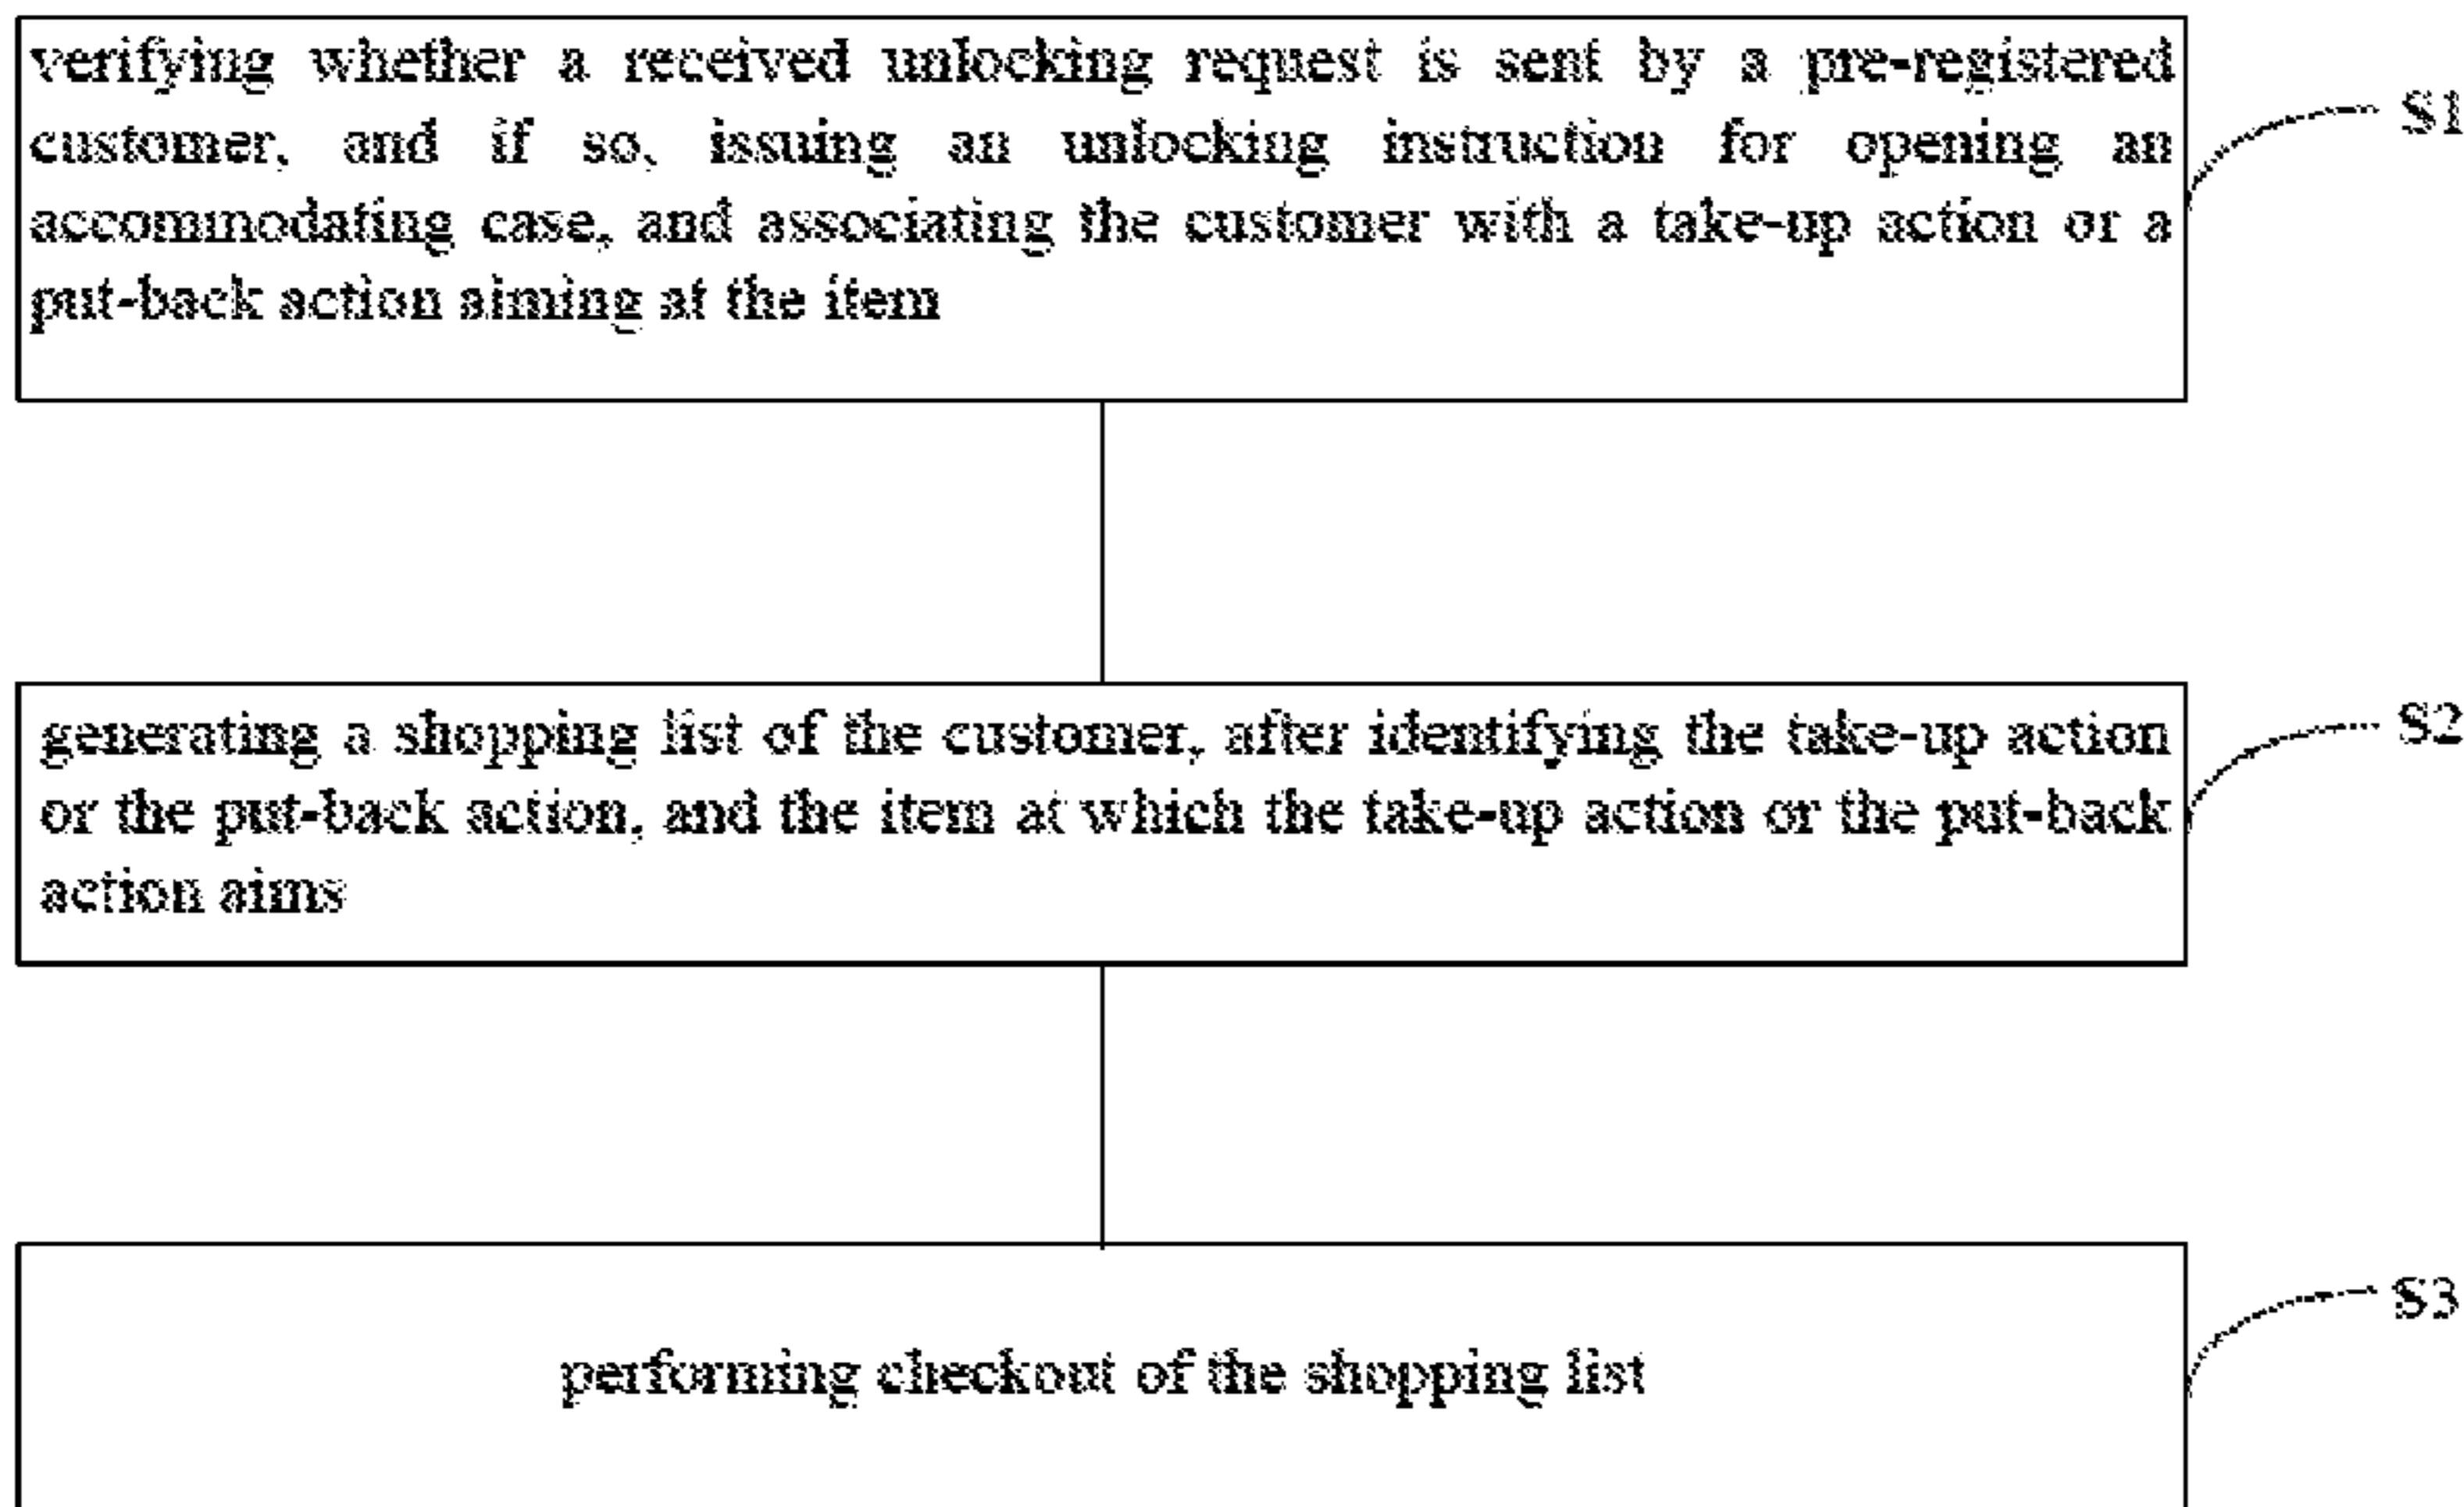 verifying whether a received unlocking request is sent by a pre-registered
customer, and if so, issuing an unlocking instruction for opening an
accommodating case, and associating the customer with a take-up action or a
put-back action aiming at the item
S1
generating a shopping list of the customer, after identifying the take-up action
or the put-back action, and the item at which the take-up action or the put-back
action aims
S2
performing checkout of the shopping list
S3